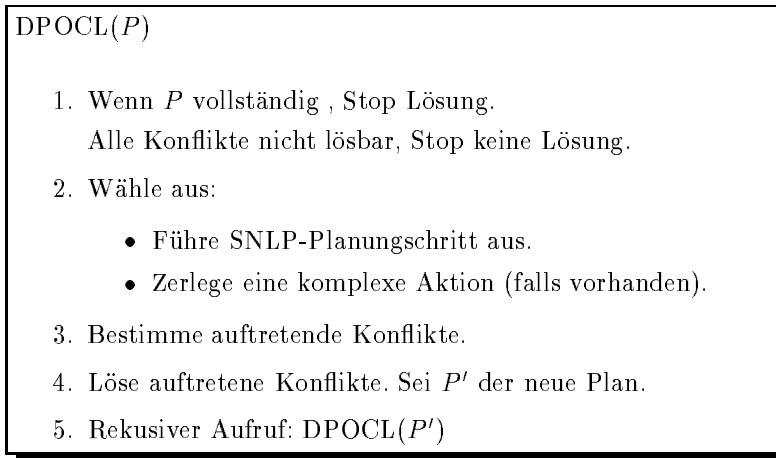 DPOCL(P)
1. Wenn P vollständig , Stop Lösung.
Alle Konflikte nicht lösbar, Stop keine Lösung.
2. Wähle aus:
• Führe SNLP-Planungschritt aus.
• Zerlege eine komplexe Aktion (falls vorhanden).
3. Bestimme auftretende Konflikte.
4. Löse auftretene Konflikte. Sei P′ der neue Plan.
5. Rekusiver Aufruf: DPOCL(P′)